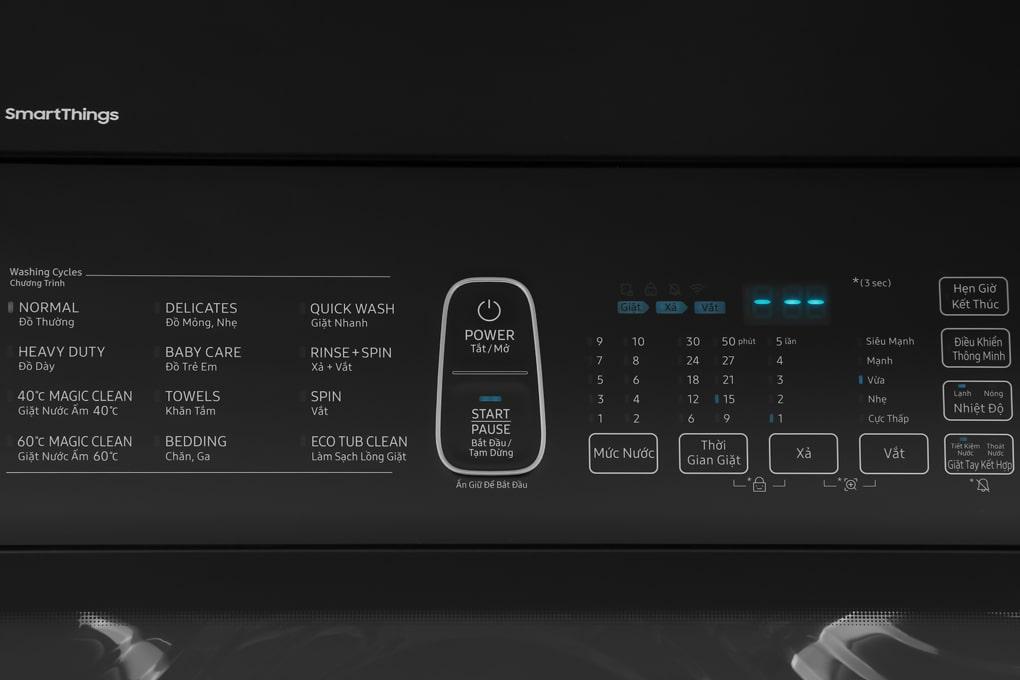 SmartThings
Washing Cycles
Chương Trình
NORMAL
Đồ Thường
DELICATES
Đồ Mỏng, Nhẹ
QUICK WASH
Giặt Nhanh
HEAVY DUTY
Đồ Dày
BABY CARE
Đồ Trẻ Em
RINSE+SPIN
Xả + Vắt
40°C MAGIC CLEAN
Giặt Nước Ấm 40°C
TOWELS
Khăn Tắm
SPIN
Vắt
60°C MAGIC CLEAN
Giặt Nước Ấm 60°C
BEDDING
Chăn, Ga
ECO TUB CLEAN
Làm Sạch Lồng Giặt
POWER
Tắt / Mở
START
PAUSE
Bắt Đầu /
Tạm Dừng
Ấn Giữ Để Bắt Đầu
Giặt Xả Vắt
*(3 sec)
9 10 30 50 phút 5 lần Siêu Mạnh
7 8 24 27 4 Mạnh
5 6 18 21 3 Vừa
3 4 12 15 2 Nhẹ
1 2 6 9 1 Cực Thấp
Mức Nước
Thời
Gian Giặt
Xả
Vắt
Hẹn Giờ
Kết Thúc
Điều Khiển
Thông Minh
Lạnh Nóng
Nhiệt Độ
Tiết Kiệm Thoát
Nước Nước
Giặt Tay Kết Hợp
* * *